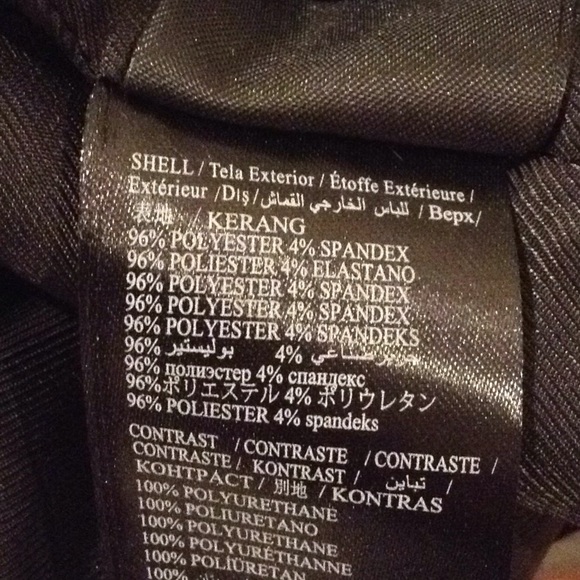 SHELL / Tela Exterior / Étoffe Extérieure /
Extérieur / Dış / للباس الخارجي القماش / Bepx/
表地 / KERANG
96% POLYESTER 4% SPANDEX
96% POLIESTER 4% ELASTANO
96% POLYESTER 4% SPANDEX
96% POLYESTER 4% SPANDEX
96% POLYESTER 4% SPANDEKS
96% بوليستير 4%
96% полиэстер 4% спандекс
96%ポリエステル 4% ポリウレタン
96% POLIESTER 4% spandeks
CONTRAST / CONTRASTE / CONTRASTE /
CONTRASTE / KONTRAST / تباين /
КОНТРАСТ / 別地 / KONTRAS
100% POLYURETHANE
100% POLIURETANO
100% POLYURETHANE
100% POLYURÉTHANNE
100% POLİÜRETAN
100%